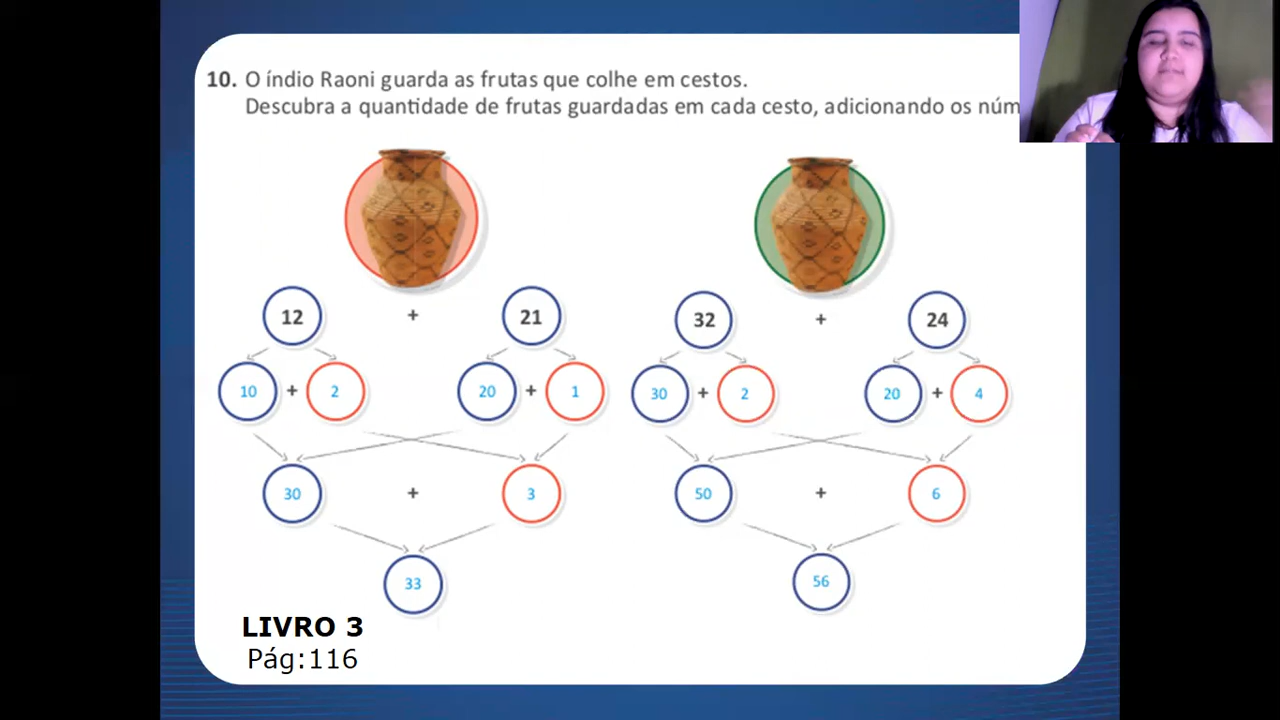 10. O índio Raoni guarda as frutas que colhe em cestos.
Descubra a quantidade de frutas guardadas em cada cesto, adicionando os
12 + 21 32 + 24
10 + 2 20 + 1 30 + 2 20 + 4
30 + 3 50 + 6
33 56
LIVRO 3
Pág:116